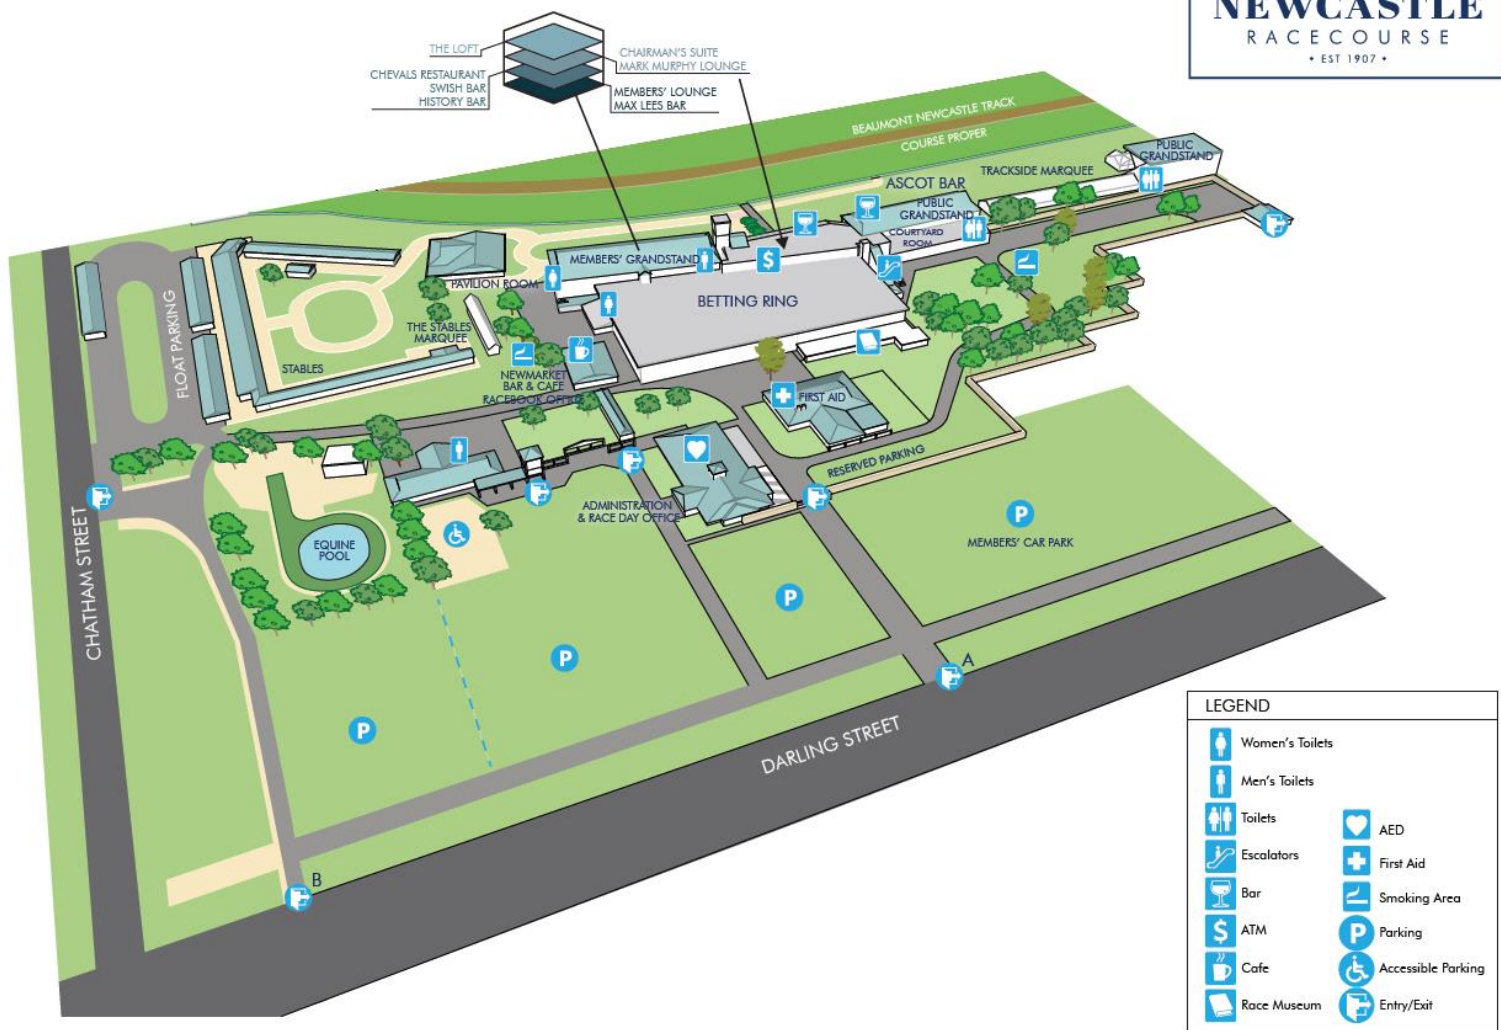 NEWCASTLE
RACECOURSE
• EST 1907 •
THE LOFT
CHEVALS RESTAURANT
SWISH BAR
HISTORY BAR
CHAIRMAN'S SUITE
MARK MURPHY LOUNGE
MEMBERS' LOUNGE
MAX LEES BAR
BEAUMONT NEWCASTLE TRACK
COURSE PROPER
PUBLIC
GRANDSTAND
TRACKSIDE MARQUEE
ASCOT BAR
PUBLIC
GRANDSTAND
COURTYARD
ROOM
MEMBERS' GRANDSTAND
$
PAVILION ROOM
BETTING RING
FLOAT PARKING
THE STABLES
MARQUEE
STABLES
NEWMARKET
BAR & CAFE
RACEBOOK OFFICE
FIRST AID
RESERVED PARKING
ADMINISTRATION
& RACE DAY OFFICE
P
MEMBERS' CAR PARK
EQUINE
POOL
CHATHAM STREET
P
P
P
A
B
DARLING STREET
LEGEND
Women's Toilets
Men's Toilets
Toilets
Escalators
Bar
$ ATM
Cafe
Race Museum
AED
First Aid
Smoking Area
P Parking
Accessible Parking
Entry/Exit